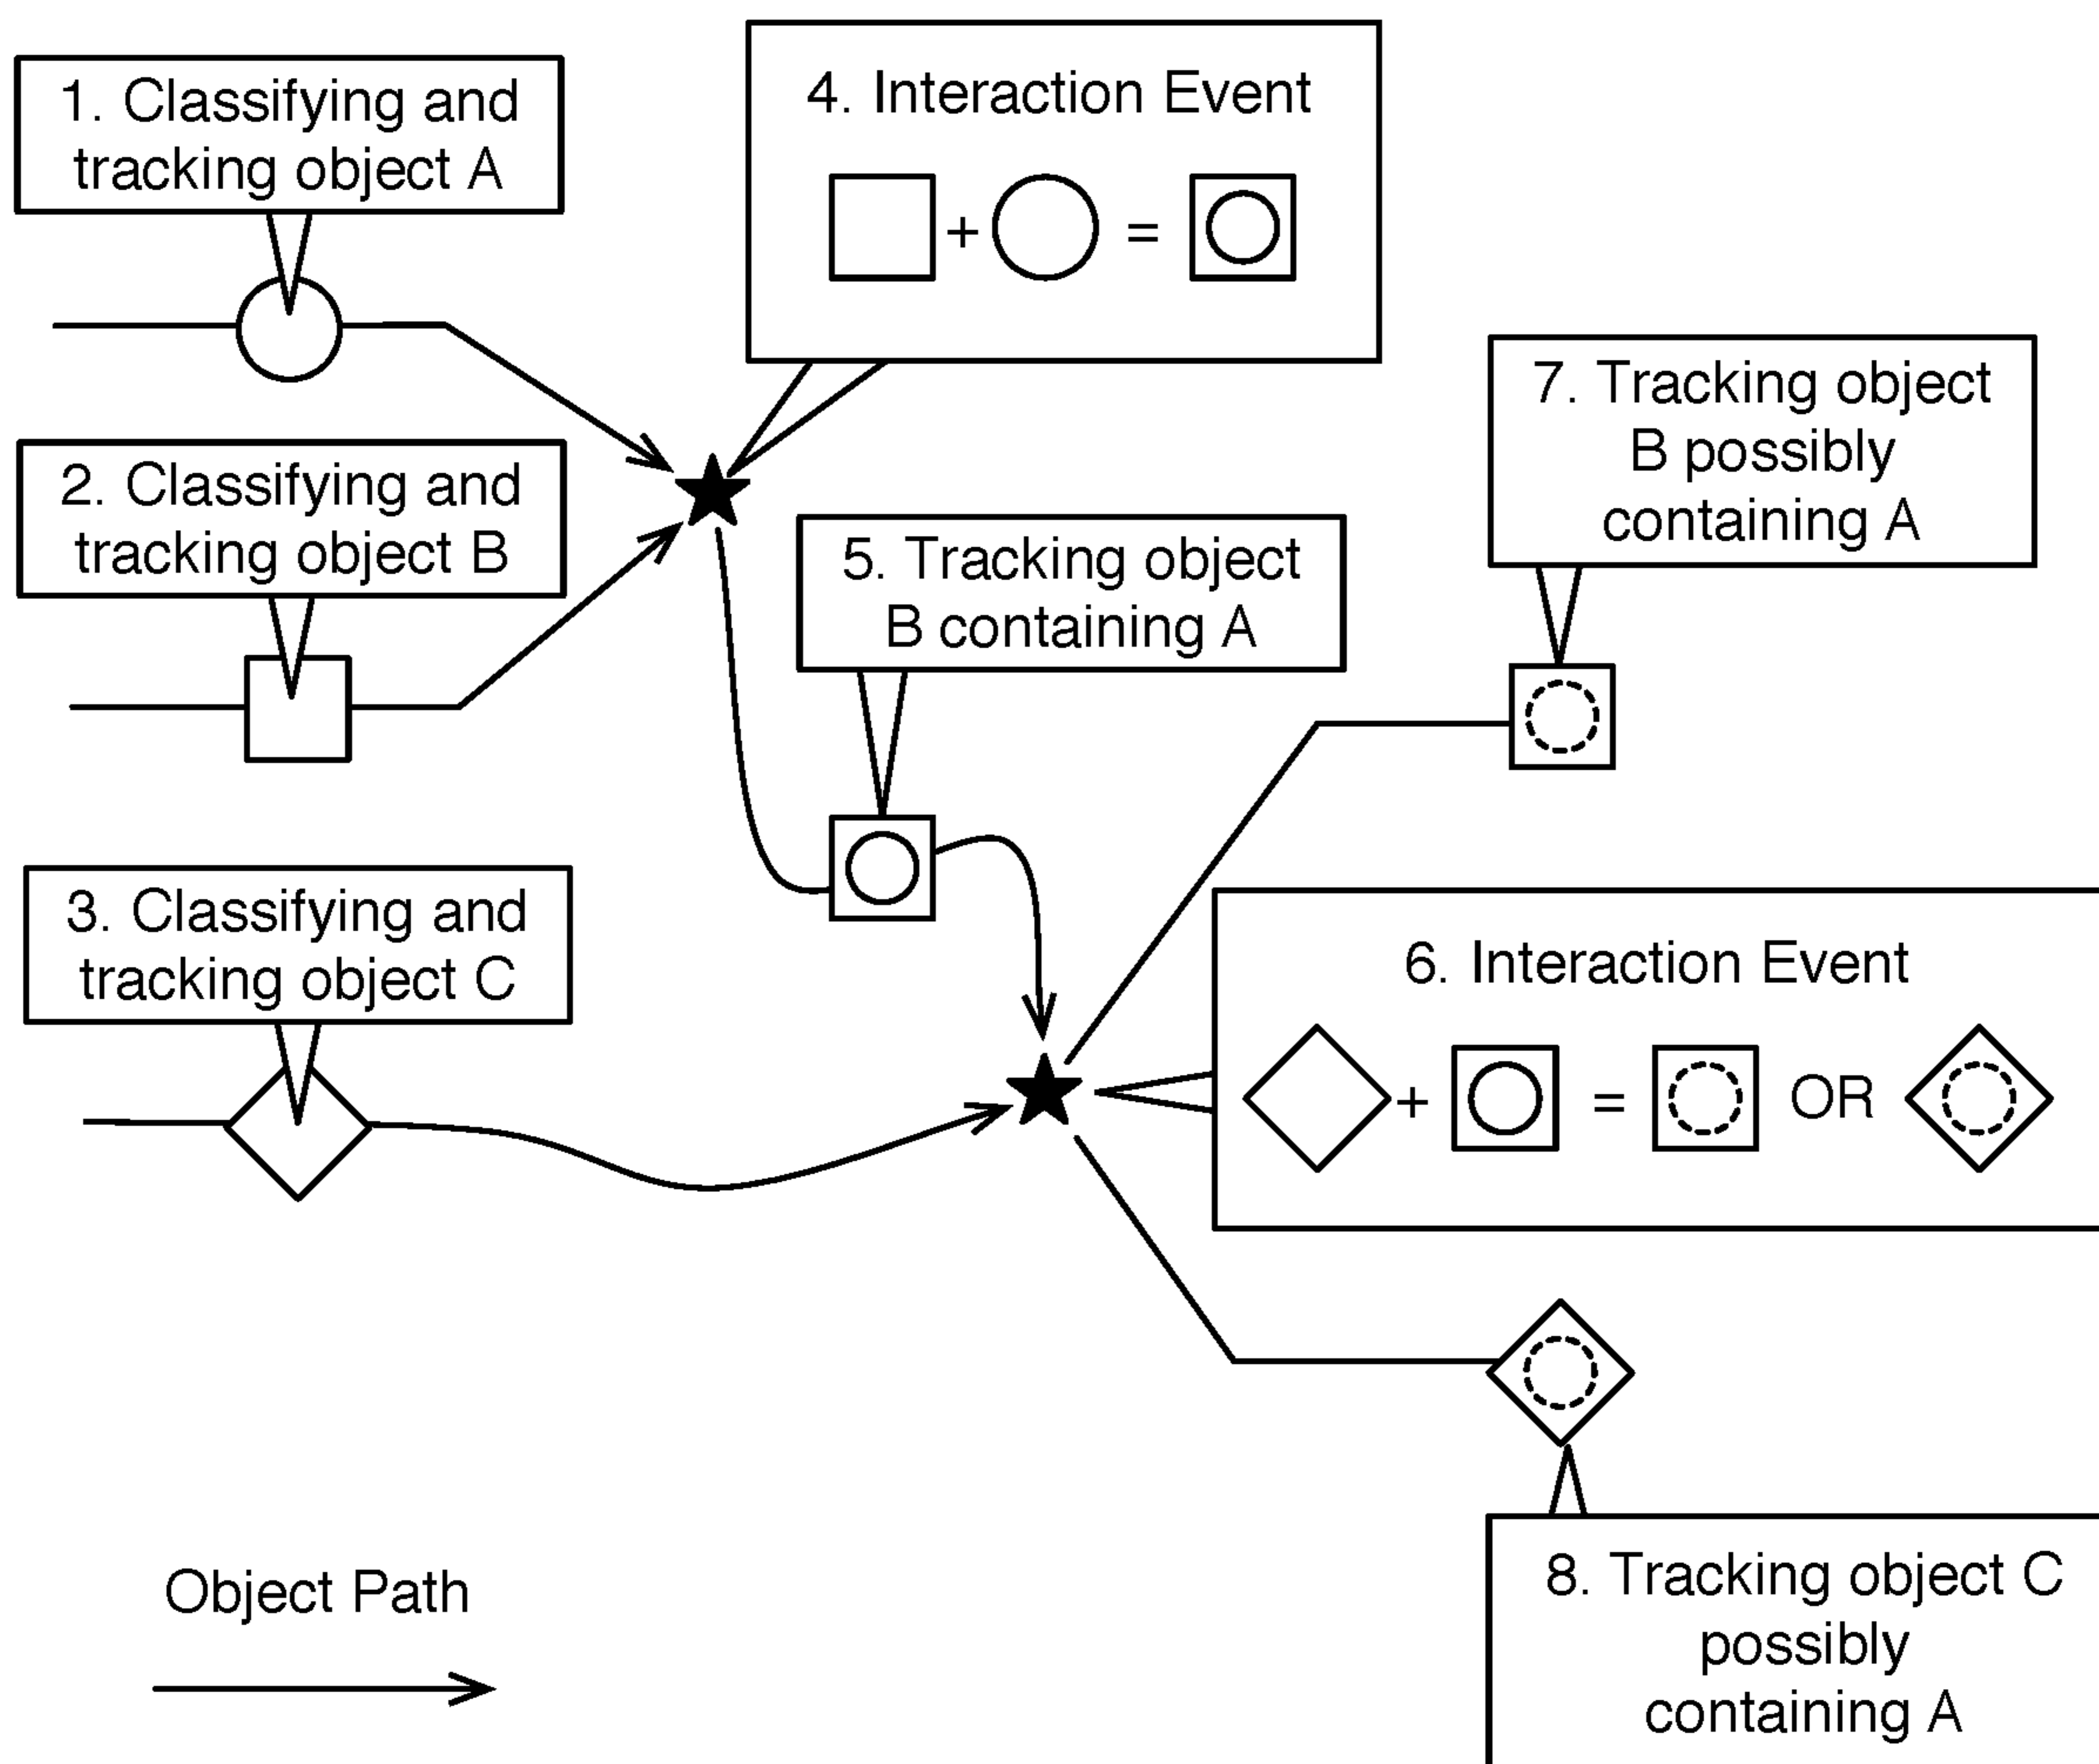 1. Classifying and
tracking object A
4. Interaction Event
+ =
2. Classifying and
tracking object B
5. Tracking object
B containing A
7. Tracking object
B possibly
containing A
3. Classifying and
tracking object C
6. Interaction Event
+ = OR
8. Tracking object C
possibly
containing A
Object Path